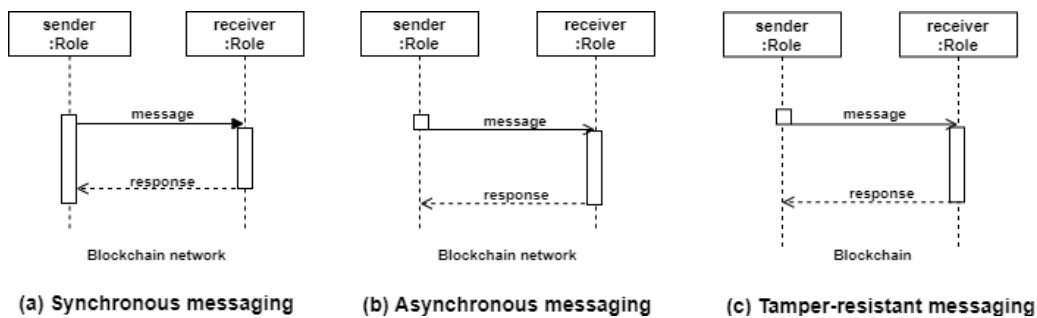 sender
:Role
receiver
:Role
message
response
Blockchain network
(a) Synchronous messaging
sender
:Role
receiver
:Role
message
response
Blockchain network
(b) Asynchronous messaging
sender
:Role
receiver
:Role
message
response
Blockchain
(c) Tamper-resistant messaging